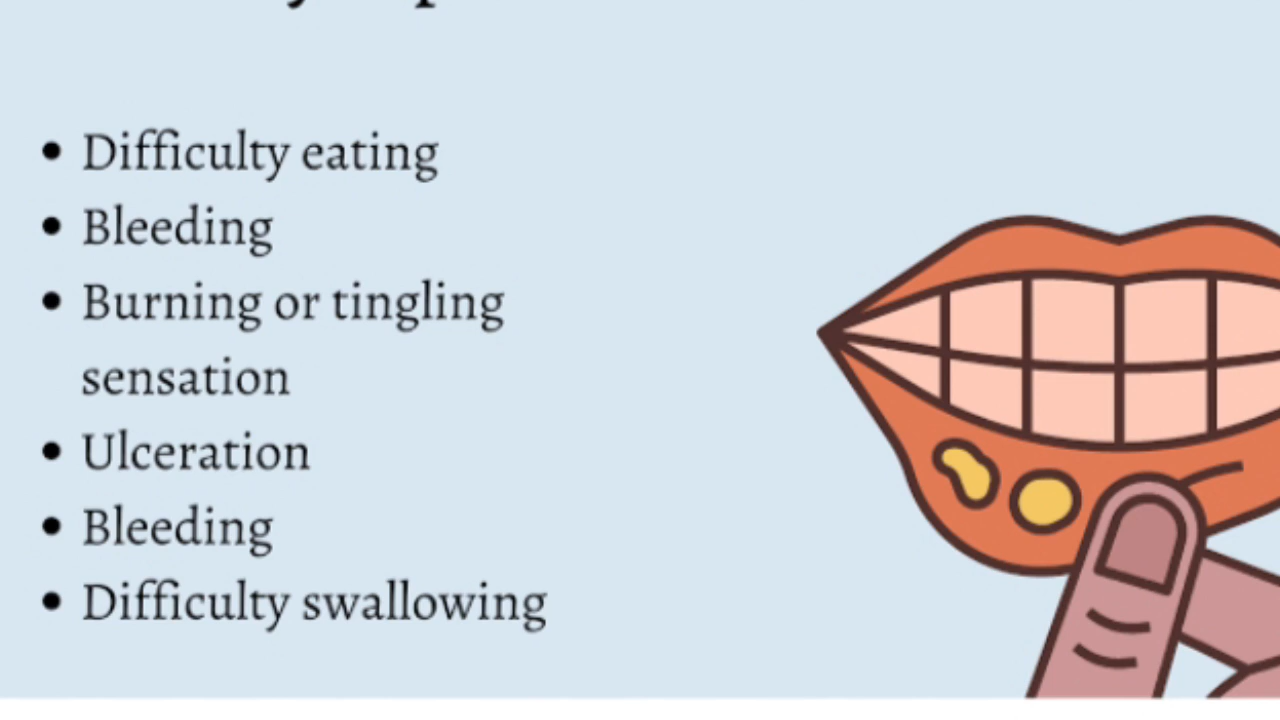 • Difficulty eating
• Bleeding
• Burning or tingling
sensation
• Ulceration
• Bleeding
• Difficulty swallowing